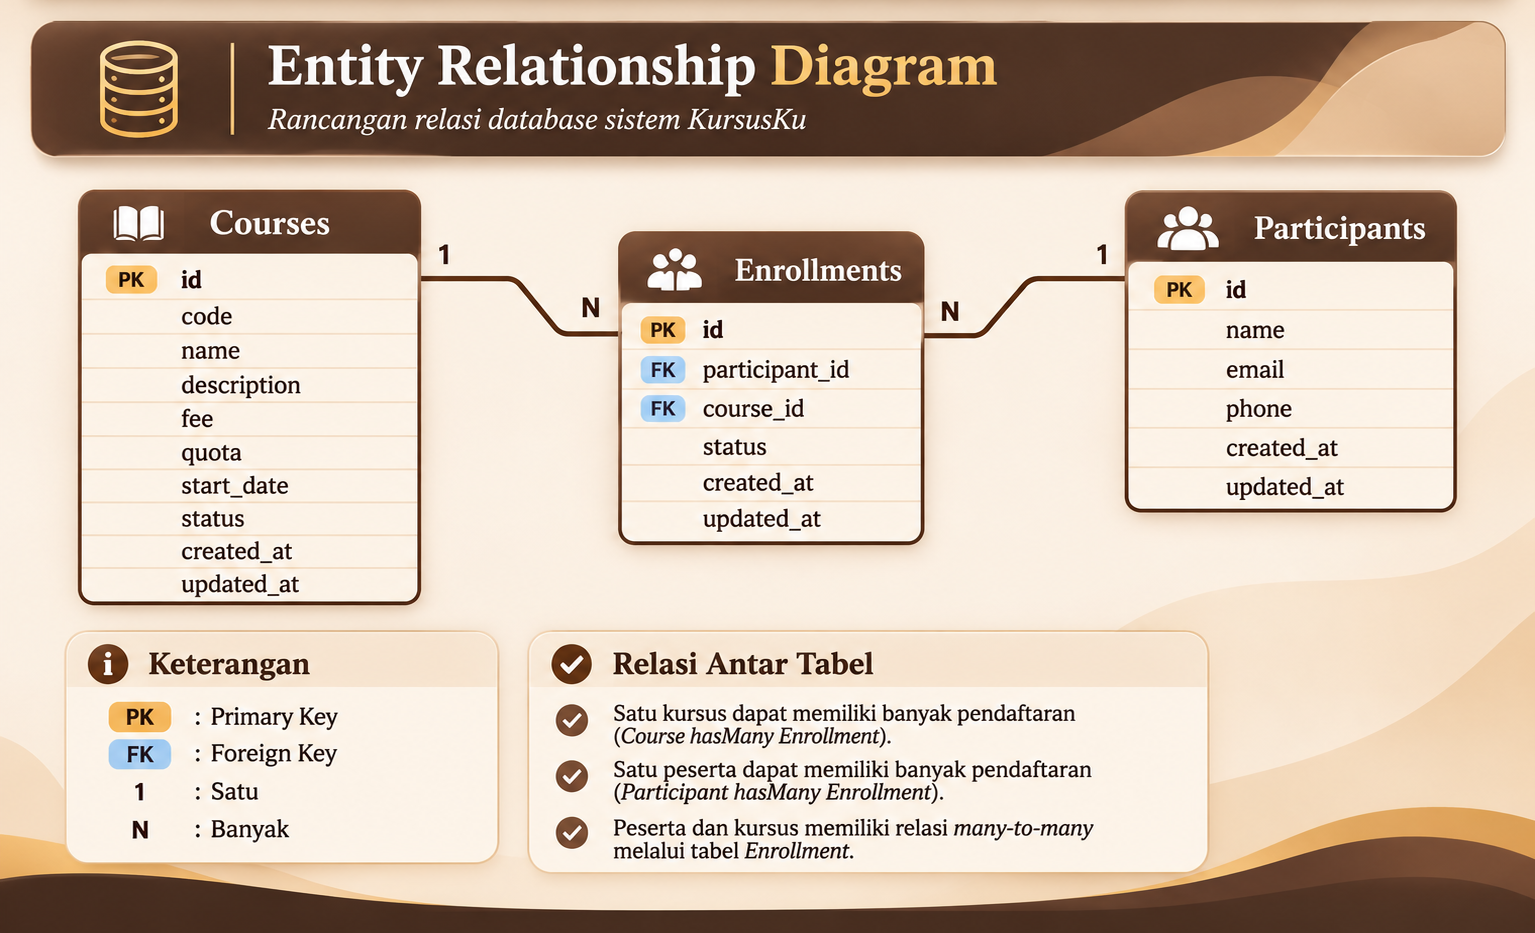 Entity Relationship Diagram
Rancangan relasi database sistem KursusKu
Courses
PK id
code
name
description
fee
quota
start_date
status
created_at
updated_at
1
N
Enrollments
PK id
FK participant_id
FK course_id
status
created_at
updated_at
N
1
Participants
PK id
name
email
phone
created_at
updated_at
Keterangan
PK : Primary Key
FK : Foreign Key
1 : Satu
N : Banyak
Relasi Antar Tabel
Satu kursus dapat memiliki banyak pendaftaran
(Course hasMany Enrollment).
Satu peserta dapat memiliki banyak pendaftaran
(Participant hasMany Enrollment).
Peserta dan kursus memiliki relasi many-to-many
melalui tabel Enrollment.